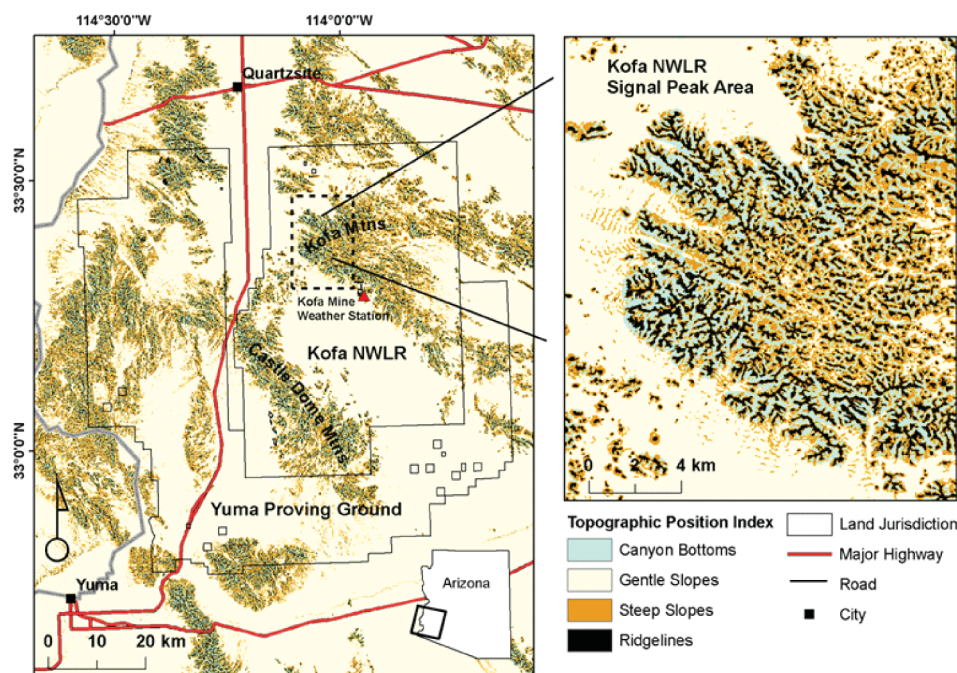 114°30'0"W
114°0'0"W
33°30'0"N
33°0'0"N
Quartzsite
Kofa Mtns
Kofa Mine
Weather Station
Kofa NWLR
Castle Dome Mtns
Yuma Proving Ground
Yuma
0 10 20 km
Arizona
Kofa NWLR
Signal Peak Area
0 2 4 km
Topographic Position Index
Canyon Bottoms
Gentle Slopes
Steep Slopes
Ridgelines
Land Jurisdiction
Major Highway
Road
City